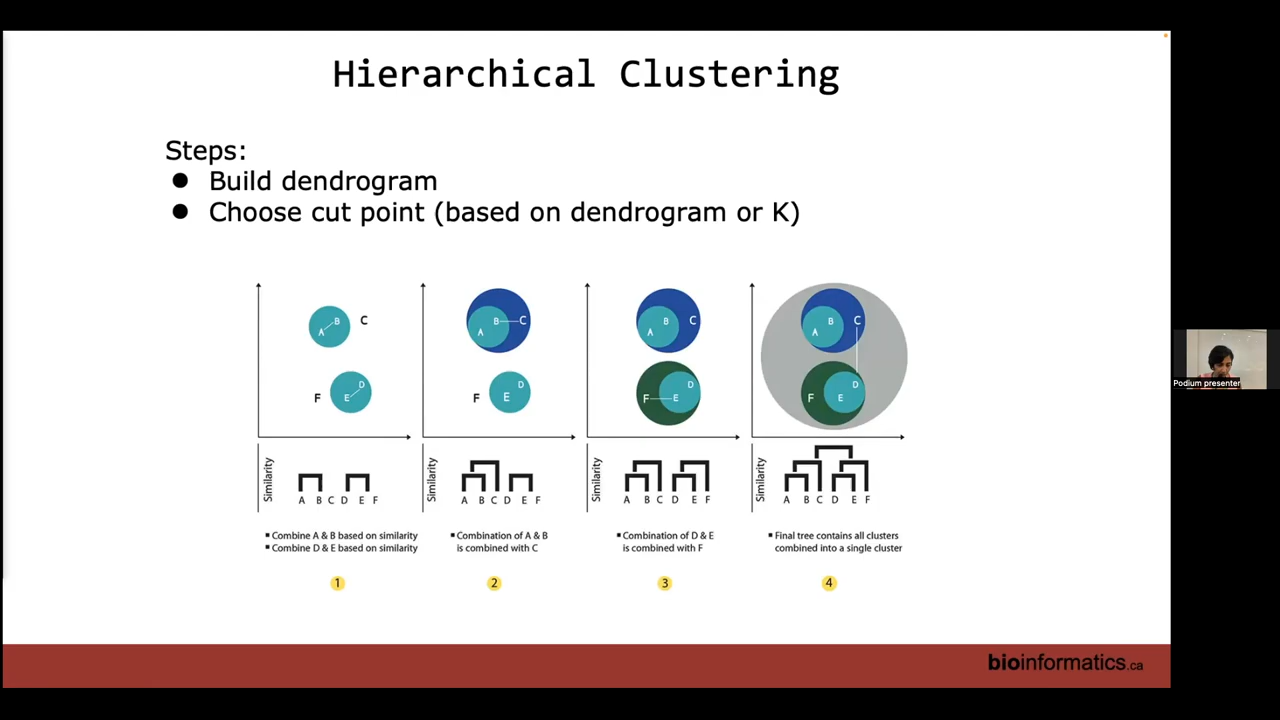 Hierarchical Clustering
Steps:
● Build dendrogram
● Choose cut point (based on dendrogram or K)
A B C
F E D
Similarity
A B C D E F
▪ Combine A & B based on similarity
▪ Combine D & E based on similarity
1
A B C
F E D
Similarity
A B C D E F
▪ Combination of A & B
is combined with C
2
A B C
F E D
Similarity
A B C D E F
▪ Combination of D & E
is combined with F
3
A B C
F E D
Similarity
A B C D E F
▪ Final tree contains all clusters
combined into a single cluster
4
bioinformatics.ca
Podium presenter